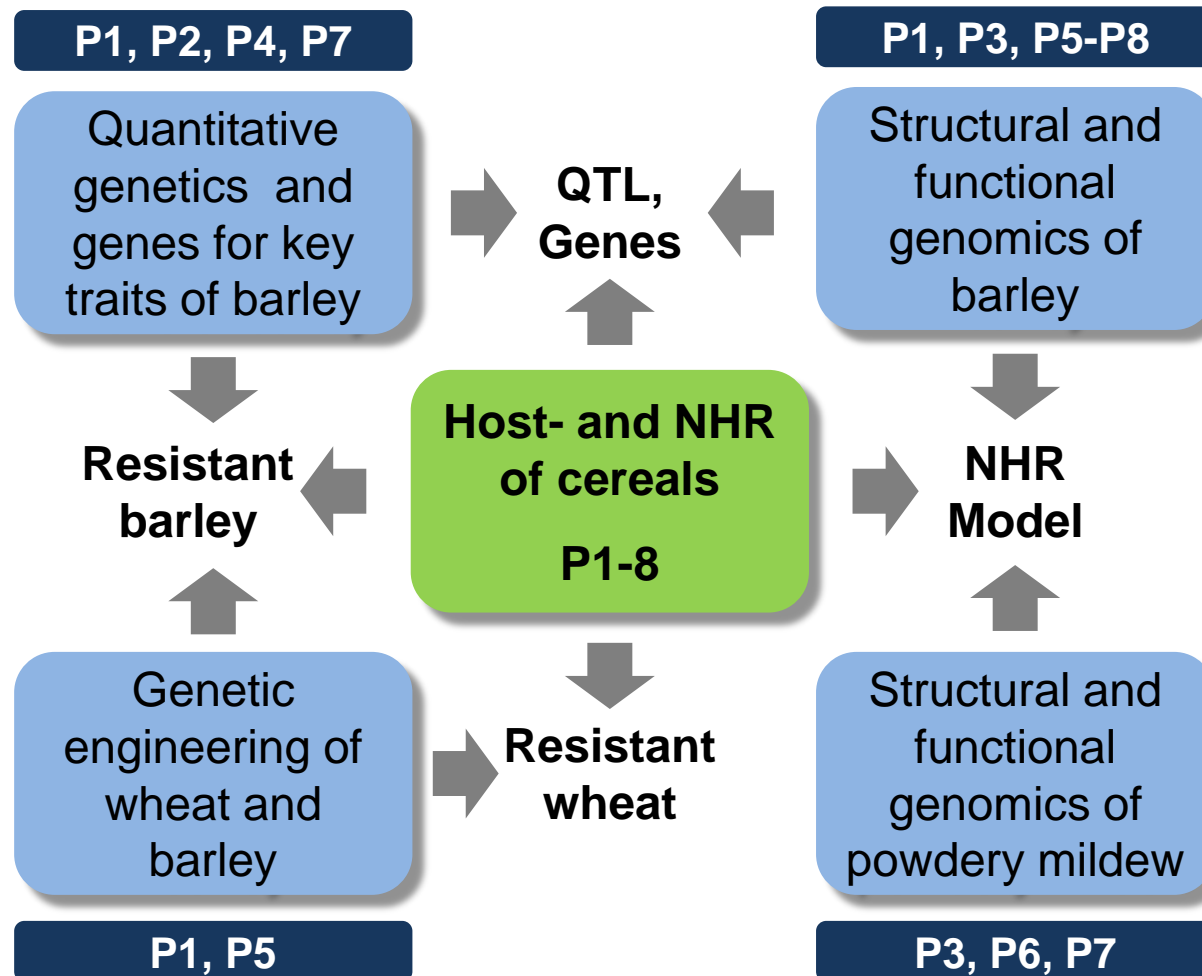 P1, P2, P4, P7
P1, P3, P5-P8
Quantitative
genetics and
genes for key
traits of barley
QTL,
Genes
Structural and
functional
genomics of
barley
Resistant
barley
Host- and NHR
of cereals
P1-8
NHR
Model
Genetic
engineering of
wheat and
barley
Resistant
wheat
Structural and
functional
genomics of
powdery mildew
P1, P5
P3, P6, P7